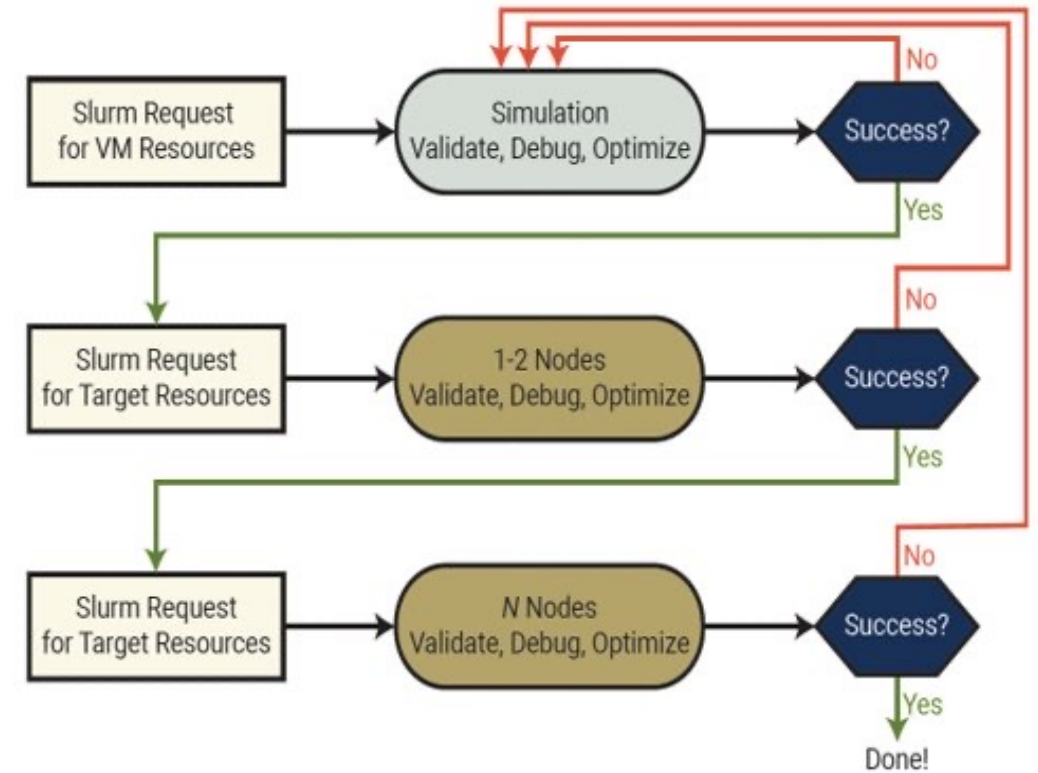 No
Slurm Request
for VM Resources
Simulation
Validate, Debug, Optimize
Success?
Yes
No
Slurm Request
for Target Resources
1-2 Nodes
Validate, Debug, Optimize
Success?
Yes
No
Slurm Request
for Target Resources
N Nodes
Validate, Debug, Optimize
Success?
Yes
Done!